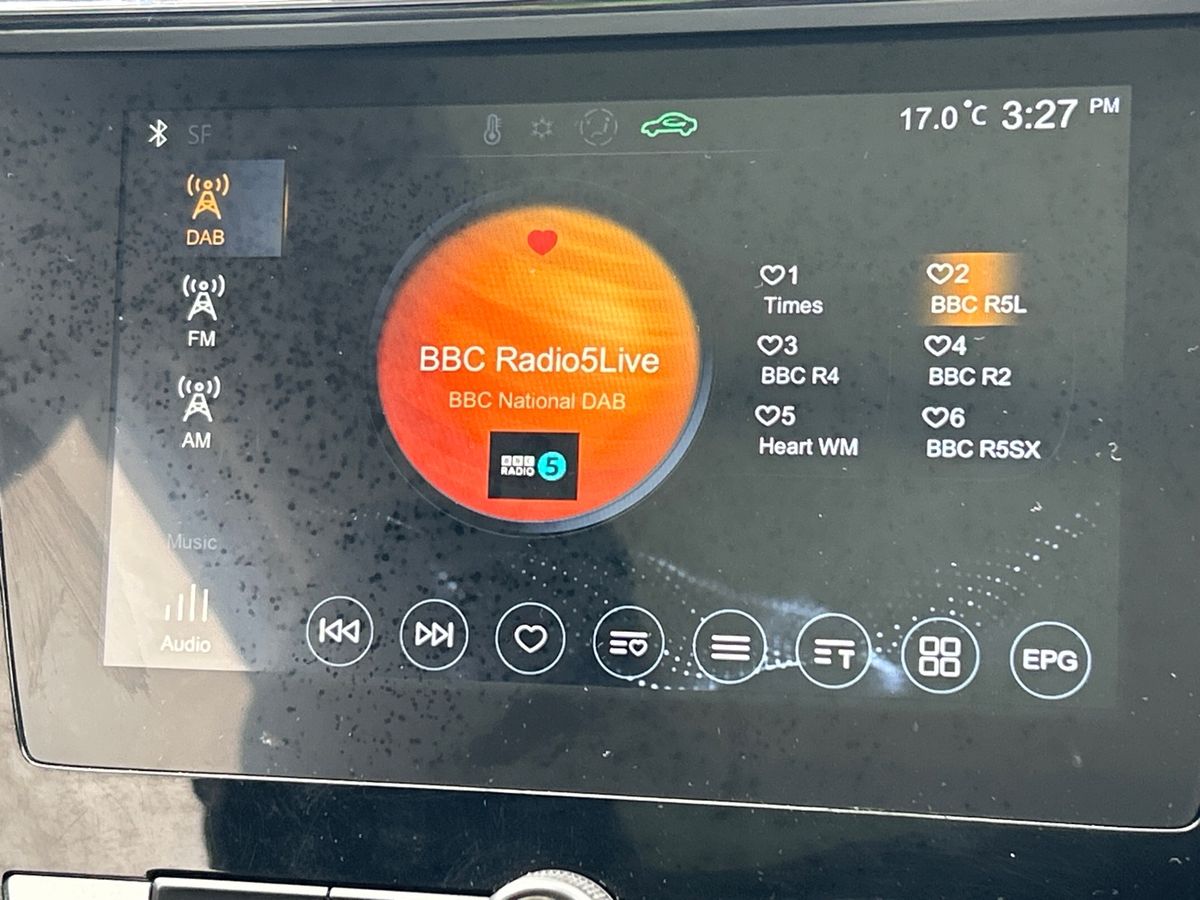 SF
17.0°C 3:27 PM
DAB
FM
AM
Music
Audio
BBC Radio5Live
BBC National DAB
BBC
RADIO 5
1
Times
2
BBC R5L
3
BBC R4
4
BBC R2
5
Heart WM
6
BBC R5SX
T
EPG